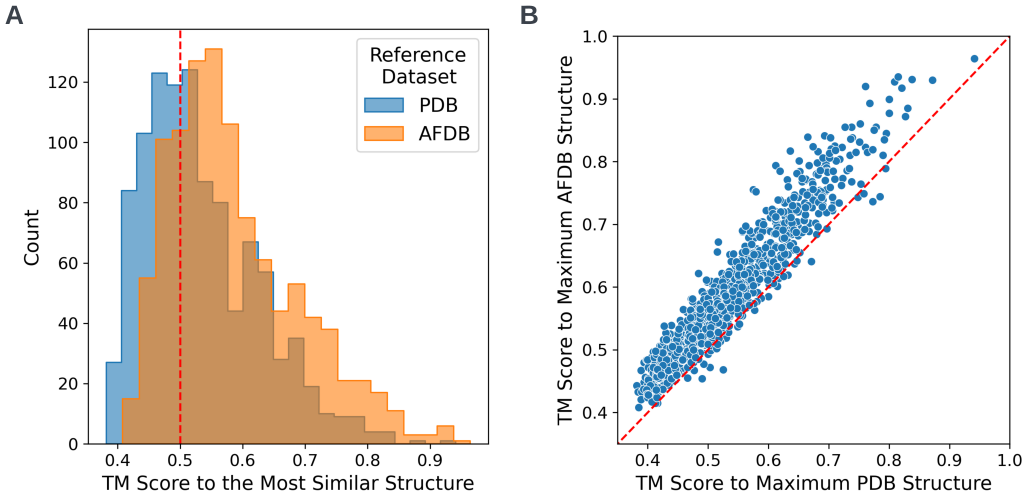 A
Reference
Dataset
PDB
AFDB
Count
0
20
40
60
80
100
120
0.4 0.5 0.6 0.7 0.8 0.9
TM Score to the Most Similar Structure
B
TM Score to Maximum AFDB Structure
1.0
0.9
0.8
0.7
0.6
0.5
0.4
0.4 0.5 0.6 0.7 0.8 0.9 1.0
TM Score to Maximum PDB Structure